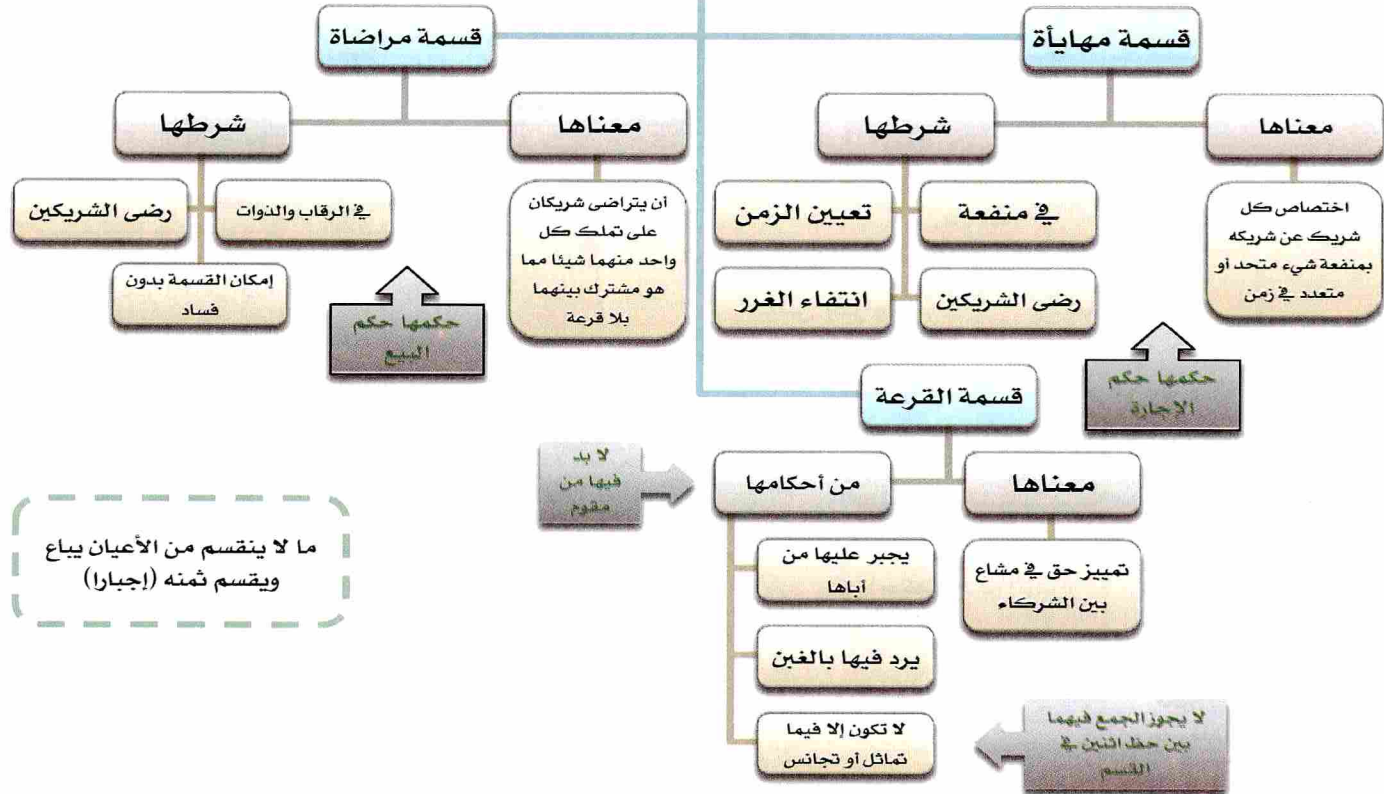 قسمة مهايأة
معناها
اختصاص كل
شريك عن شريكه
بمنفعة شيء متحد أو
متعدد في زمن
شرطها
في منفعة
تعيين الزمن
رضى الشريكين
انتفاء الغرر
حكمها حكم
الاجارة
قسمة مراضاة
معناها
أن يتراضى شريكان
على تملك كل
واحد منهما شيئا مما
هو مشترك بينهما
بلا قرعة
شرطها
في الرقاب والذوات
رضى الشريكين
إمكان القسمة بدون
فساد
حكمها حكم
البيع
قسمة القرعة
معناها
تمييز حق في مشاع
بين الشركاء
من أحكامها
لا بد
فيها من
مقوم
يجبر عليها من
أباها
يرد فيها بالغبن
لا تكون إلا فيما
تماثل أو تجانس
لا يجوز الجمع فيهما
بين حظ اثنين في
القسم
ما لا ينقسم من الأعيان يباع
ويقسم ثمنه (إجبارا)